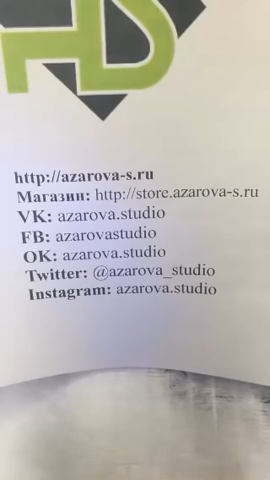 http://azarova-s.ru
Магазин: http://store.azarova-s.ru
VK: azarova.studio
FB: azarovastudio
OK: azarova.studio
Twitter: @azarova_studio
Instagram: azarova.studio